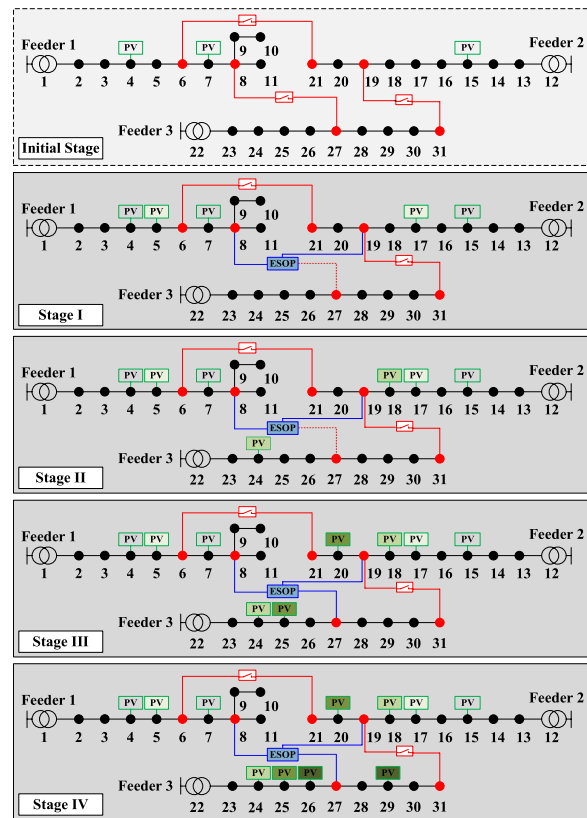 Feeder 1 PV PV 9 10 PV Feeder 2
1 2 3 4 5 6 7 8 11 21 20 19 18 17 16 15 14 13 12
Feeder 3
Initial Stage 22 23 24 25 26 27 28 29 30 31
Feeder 1 PV PV PV 9 10 PV PV Feeder 2
1 2 3 4 5 6 7 8 11 21 20 19 18 17 16 15 14 13 12
ESOP
Feeder 3
Stage I 22 23 24 25 26 27 28 29 30 31
Feeder 1 PV PV PV 9 10 PV PV PV Feeder 2
1 2 3 4 5 6 7 8 11 21 20 19 18 17 16 15 14 13 12
ESOP
Feeder 3 PV
Stage II 22 23 24 25 26 27 28 29 30 31
Feeder 1 PV PV PV 9 10 PV PV PV PV Feeder 2
1 2 3 4 5 6 7 8 11 21 20 19 18 17 16 15 14 13 12
ESOP
Feeder 3 PV PV
Stage III 22 23 24 25 26 27 28 29 30 31
Feeder 1 PV PV PV 9 10 PV PV PV PV Feeder 2
1 2 3 4 5 6 7 8 11 21 20 19 18 17 16 15 14 13 12
ESOP
Feeder 3 PV PV PV PV
Stage IV 22 23 24 25 26 27 28 29 30 31